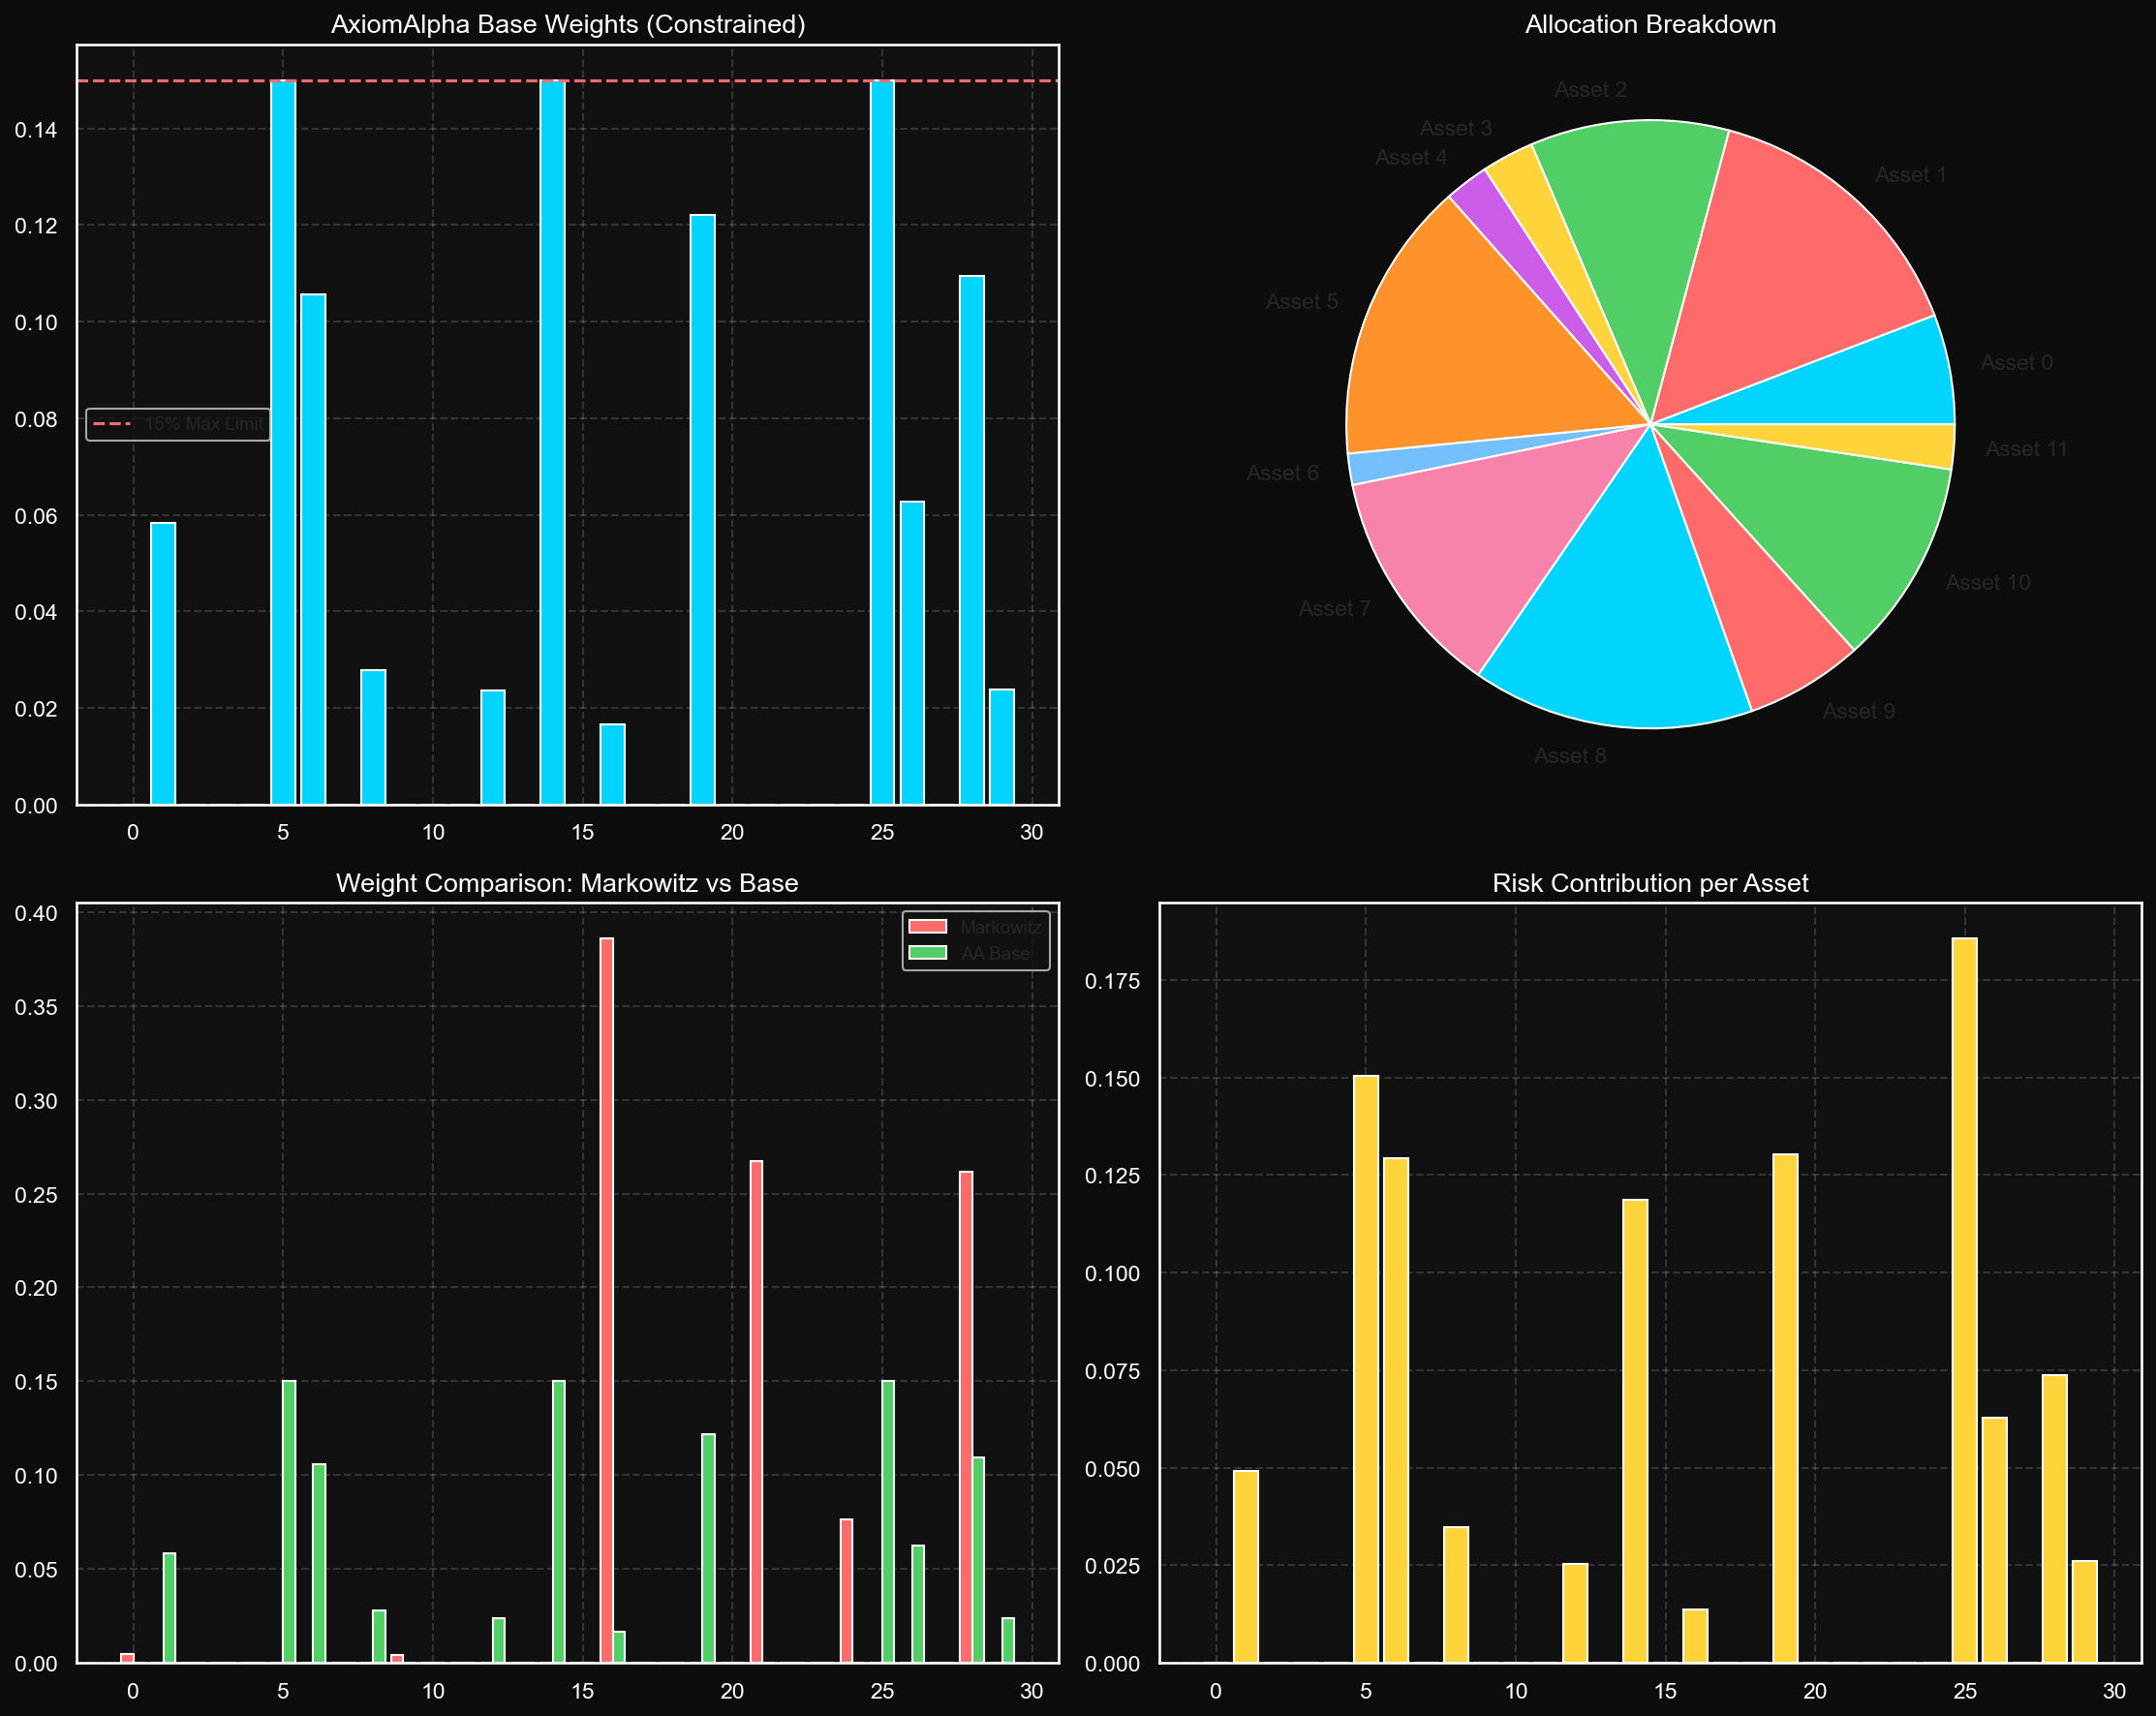 AxiomAlpha Base Weights (Constrained)
0.14
0.12
0.10
0.08
0.06
0.04
0.02
0.00
15% Max Limit
0 5 10 15 20 25 30
Allocation Breakdown
Asset 0
Asset 1
Asset 2
Asset 3
Asset 4
Asset 5
Asset 6
Asset 7
Asset 8
Asset 9
Asset 10
Asset 11
Weight Comparison: Markowitz vs Base
0.40
0.35
0.30
0.25
0.20
0.15
0.10
0.05
0.00
Markowitz
AA Base
0 5 10 15 20 25 30
Risk Contribution per Asset
0.175
0.150
0.125
0.100
0.075
0.050
0.025
0.000
0 5 10 15 20 25 30